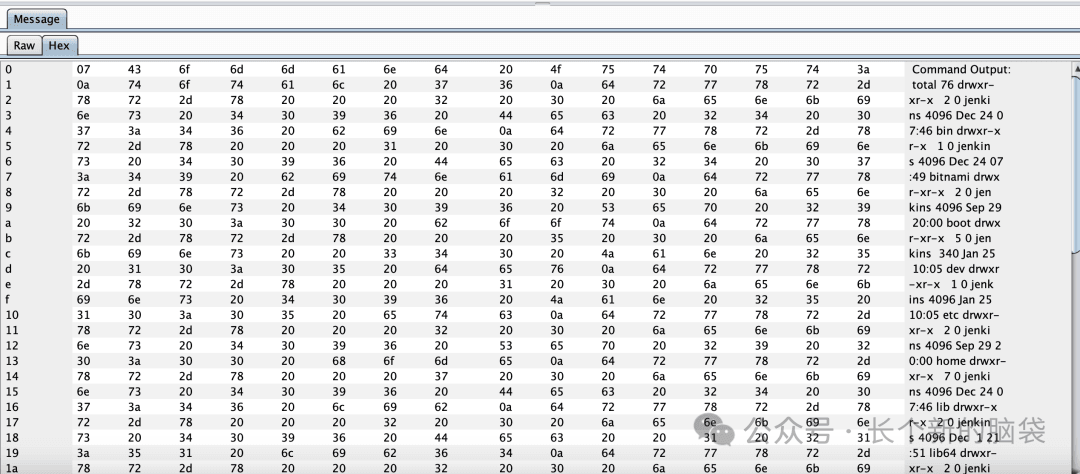 Message
Raw Hex
0 07 43 6f 6d 6d 61 6e 64 20 4f 75 74 70 75 74 3a Command Output:
1 0a 74 6f 74 61 6c 20 37 36 0a 64 72 77 78 72 2d total 76 drwxr-
2 78 72 2d 78 20 20 20 32 20 30 20 6a 65 6e 6b 69 xr-x 2 0 jenki
3 6e 73 20 34 30 39 36 20 44 65 63 20 32 34 20 30 ns 4096 Dec 24 0
4 37 3a 34 36 20 62 69 6e 0a 64 72 77 78 72 2d 78 7:46 bin drwxr-x
5 72 2d 78 20 20 20 31 20 30 20 6a 65 6e 6b 69 6e r-x 1 0 jenkin
6 73 20 34 30 39 36 20 44 65 63 20 32 34 20 30 37 s 4096 Dec 24 07
7 3a 34 39 20 62 69 74 6e 61 6d 69 0a 64 72 77 78 :49 bitnami drwx
8 72 2d 78 72 2d 78 20 20 20 32 20 30 20 6a 65 6e r-xr-x 2 0 jen
9 6b 69 6e 73 20 34 30 39 36 20 53 65 70 20 32 39 kins 4096 Sep 29
a 20 32 30 3a 30 30 20 62 6f 6f 74 0a 64 72 77 78 20:00 boot drwx
b 72 2d 78 72 2d 78 20 20 20 35 20 30 20 6a 65 6e r-xr-x 5 0 jen
c 6b 69 6e 73 20 20 33 34 30 20 4a 61 6e 20 32 35 kins 340 Jan 25
d 20 31 30 3a 30 35 20 64 65 76 0a 64 72 77 78 72 10:05 dev drwxr
e 2d 78 72 2d 78 20 20 20 31 20 30 20 6a 65 6e 6b -xr-x 1 0 jenk
f 69 6e 73 20 34 30 39 36 20 4a 61 6e 20 32 35 20 ins 4096 Jan 25
10 31 30 3a 30 35 20 65 74 63 0a 64 72 77 78 72 2d 10:05 etc drwxr-
11 78 72 2d 78 20 20 20 32 20 30 20 6a 65 6e 6b 69 xr-x 2 0 jenki
12 6e 73 20 34 30 39 36 20 53 65 70 20 32 39 20 32 ns 4096 Sep 29 2
13 30 3a 30 30 20 68 6f 6d 65 0a 64 72 77 78 72 2d 0:00 home drwxr-
14 78 72 2d 78 20 20 20 37 20 30 20 6a 65 6e 6b 69 xr-x 7 0 jenki
15 6e 73 20 34 30 39 36 20 44 65 63 20 32 34 20 30 ns 4096 Dec 24 0
16 37 3a 34 36 20 6c 69 62 0a 64 72 77 78 72 2d 78 7:46 lib drwxr-x
17 72 2d 78 20 20 20 32 20 30 20 6a 65 6e 6b 69 6e r-x 2 0 jenkin
18 73 20 34 30 39 36 20 44 65 63 20 20 31 20 32 31 s 4096 Dec 1 21
19 3a 35 31 20 6c 69 62 36 34 0a 64 72 77 78 72 2d :51 lib64 drwxr-
1a 78 72 2d 78 20 20 20 32 20 30 20 6a 65 6e 6b 69 xr-x 2 0 jenki
公众号 · 长个新的脑袋